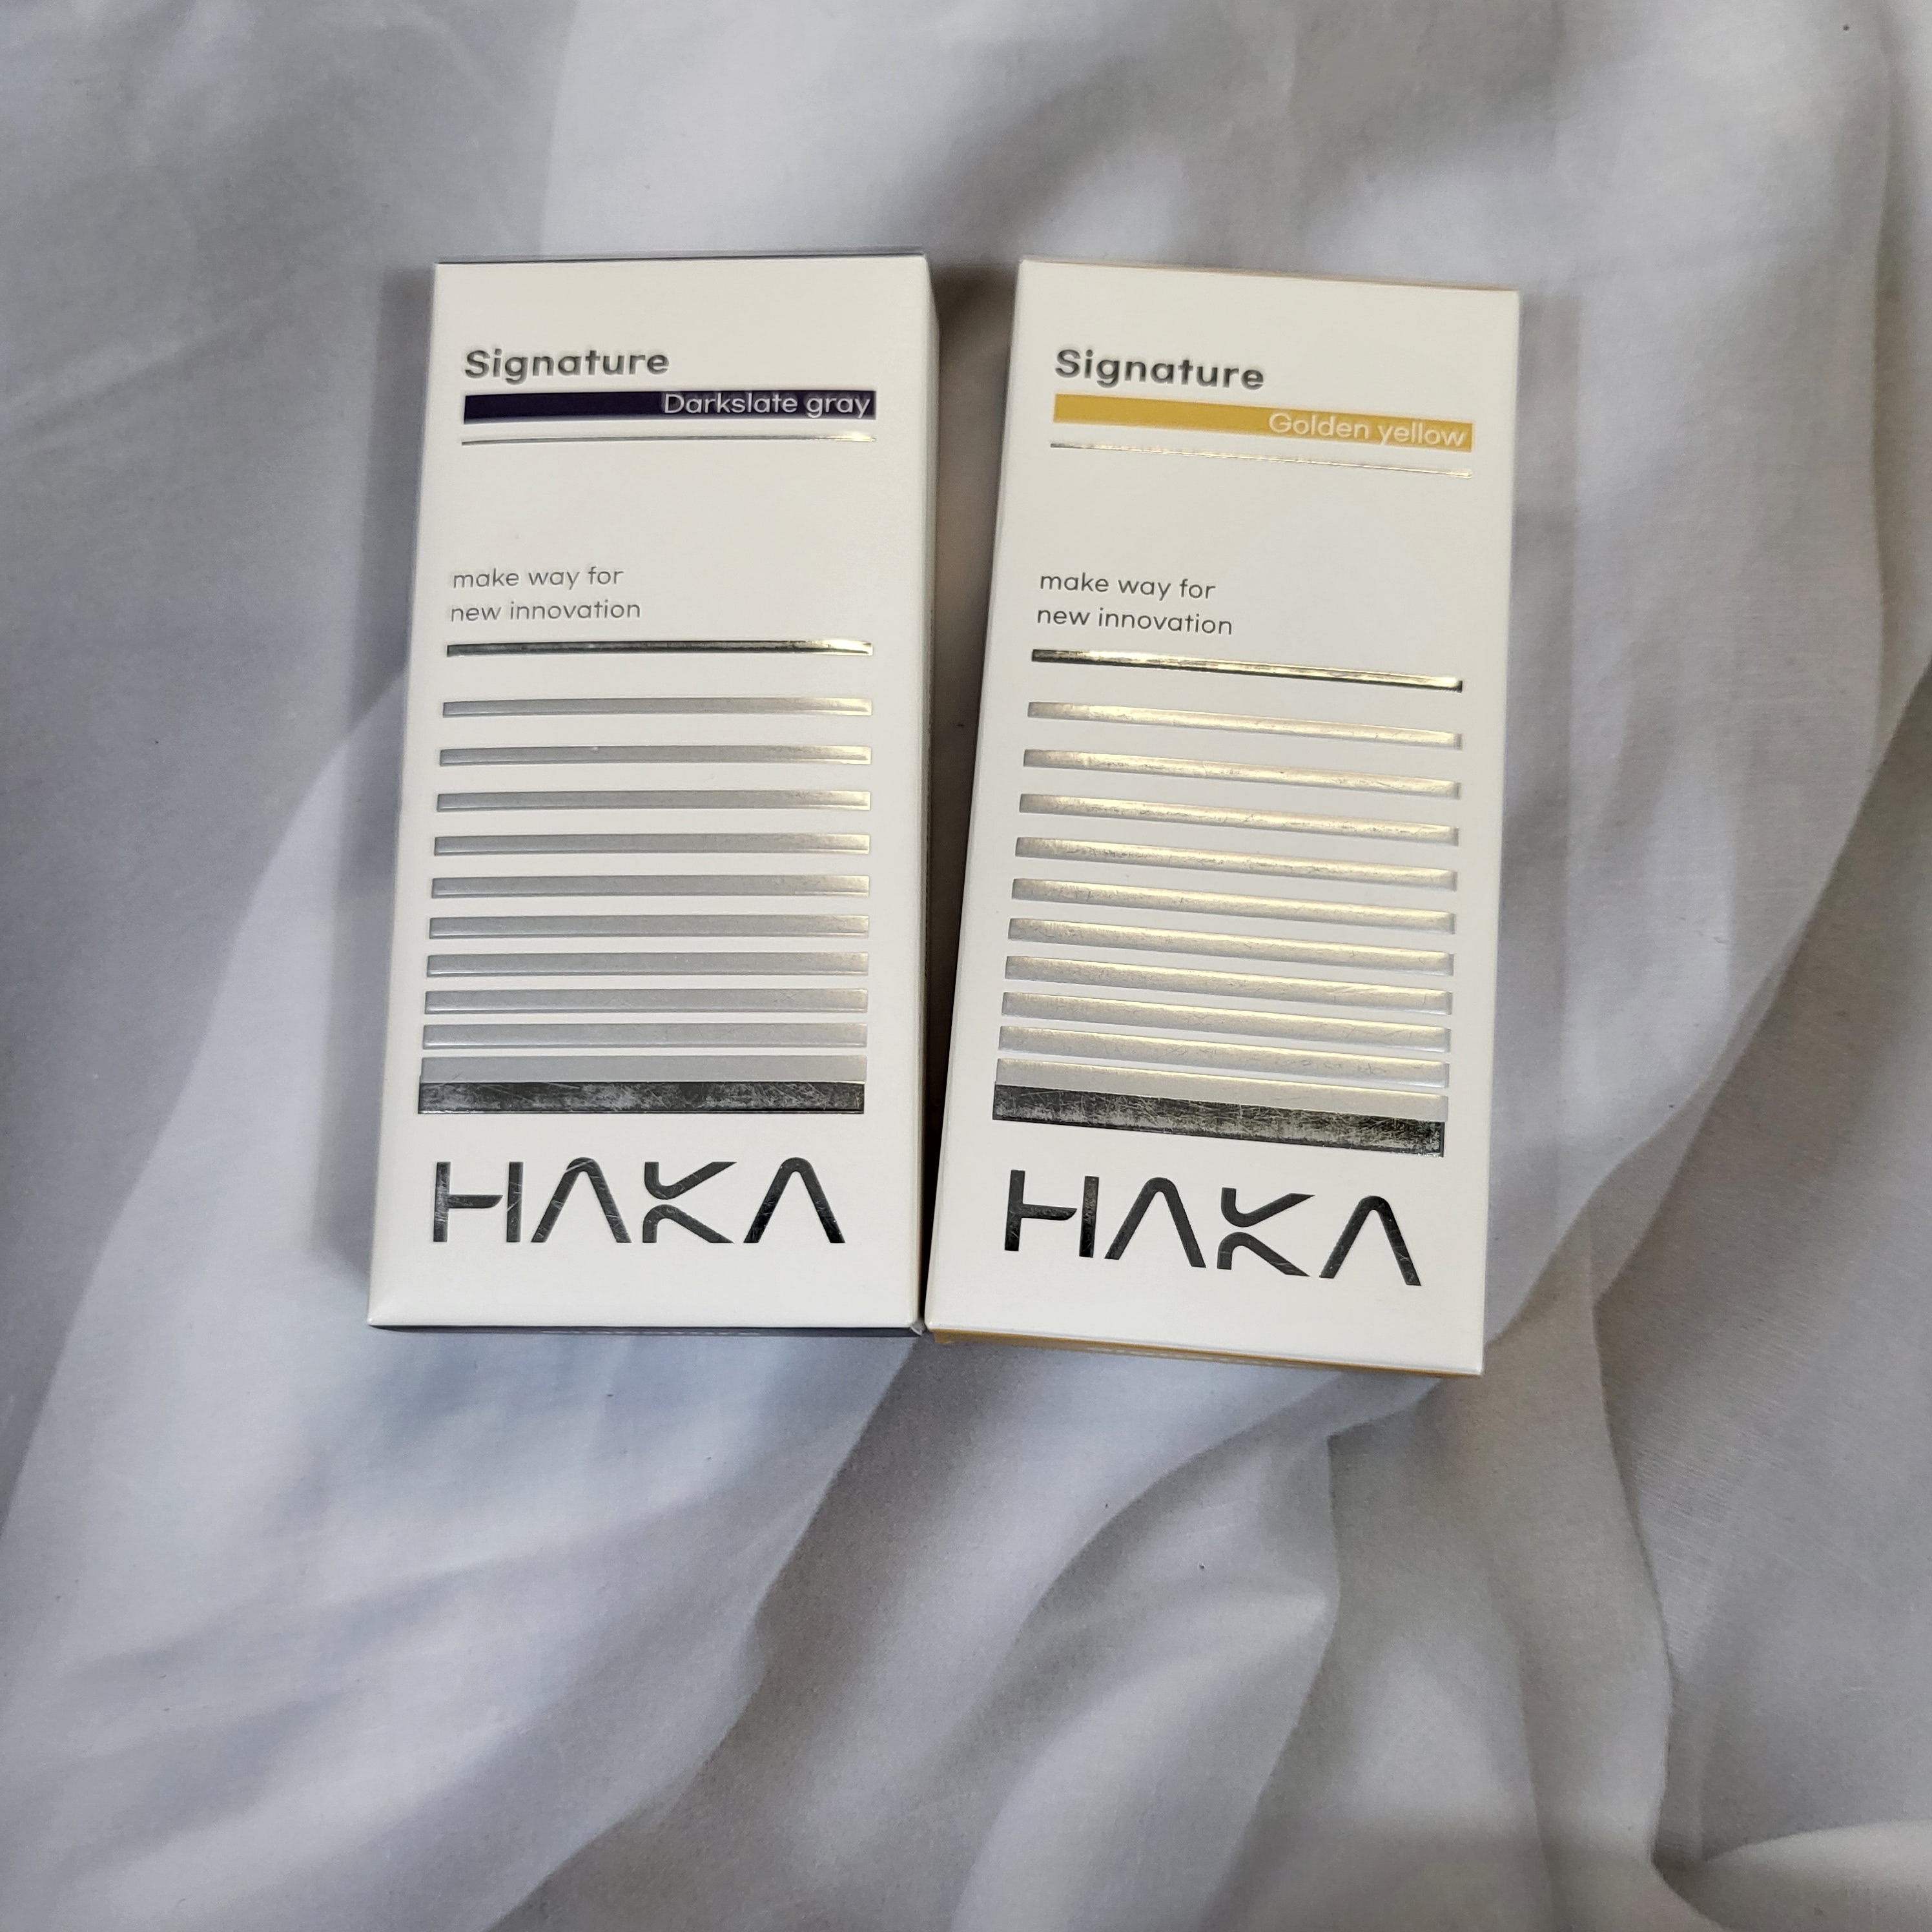 Signature
Darkslate gray
make way for
new innovation
HAKA
Signature
Golden yellow
make way for
new innovation
HAKA